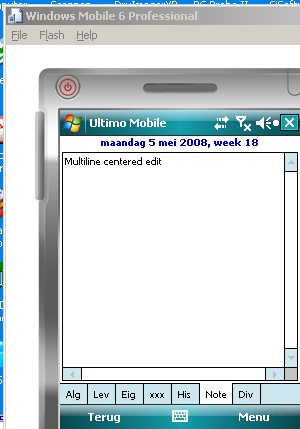 Windows Mobile 6 Professional
File Flash Help
Ultimo Mobile
maandag 5 mei 2008, week 18
Multiline centered edit
Alg Lev Eig xxx His Note Div
Terug Menu